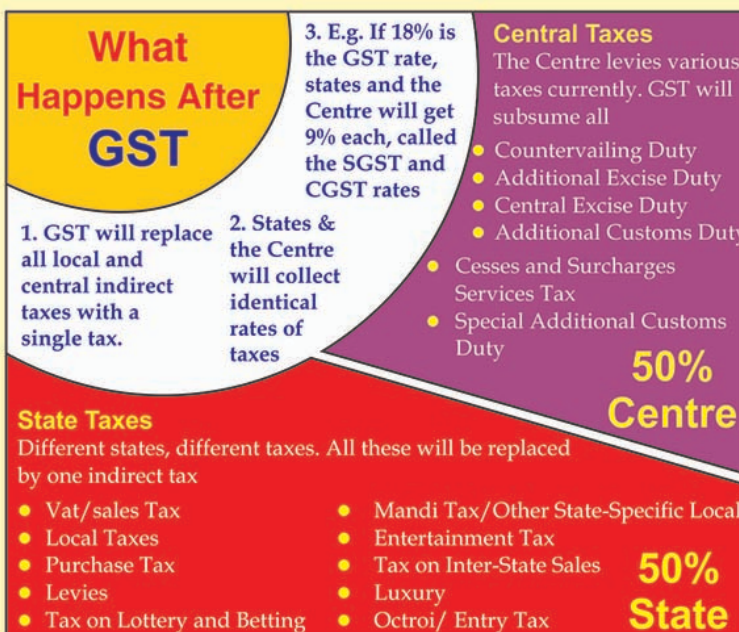 What
Happens After
GST
1. GST will replace
all local and
central indirect
taxes with a
single tax.
2. States &
the Centre
will collect
identical
rates of
taxes
3. E.g. If 18% is
the GST rate,
states and the
Centre will get
9% each, called
the SGST and
CGST rates
Central Taxes
The Centre levies various
taxes currently. GST will
subsume all
• Countervailing Duty
• Additional Excise Duty
• Central Excise Duty
• Additional Customs Duty
• Cesses and Surcharges
Services Tax
• Special Additional Customs
Duty
50%
Centre
State Taxes
Different states, different taxes. All these will be replaced
by one indirect tax
• Vat/sales Tax
• Local Taxes
• Purchase Tax
• Levies
• Tax on Lottery and Betting
• Mandi Tax/Other State-Specific Local
• Entertainment Tax
• Tax on Inter-State Sales
• Luxury
• Octroi/ Entry Tax
50%
State